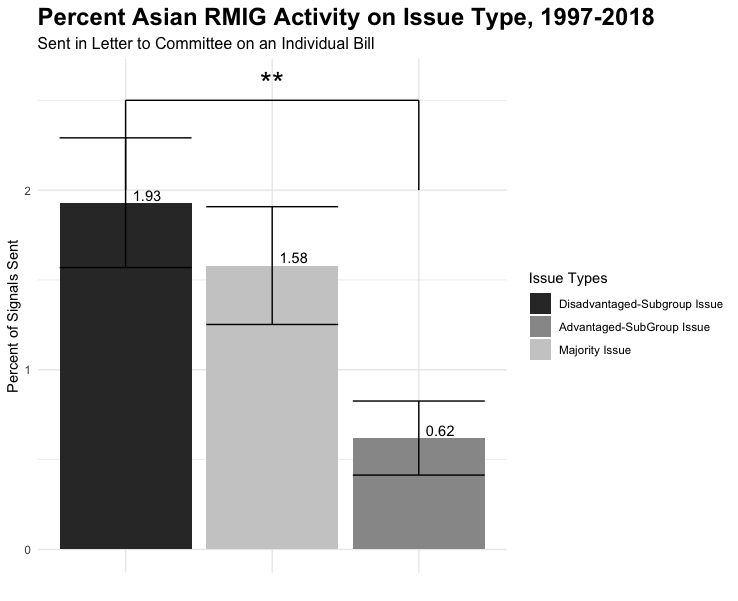 Percent Asian RMIG Activity on Issue Type, 1997-2018
Sent in Letter to Committee on an Individual Bill
**
2
1
0
Percent of Signals Sent
1.93
1.58
0.62
Issue Types
Disadvantaged-Subgroup Issue
Advantaged-SubGroup Issue
Majority Issue